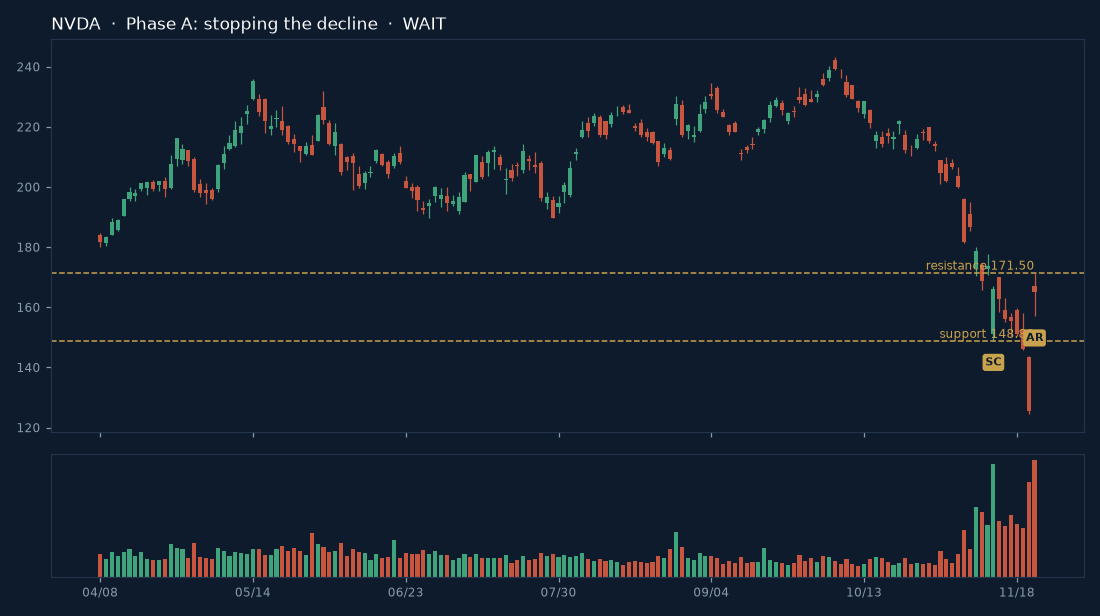 NVDA · Phase A: stopping the decline · WAIT
240
220
200
180
160
140
120
resistance 171.50
support 148.
AR
SC
04/08
05/14
06/23
07/30
09/04
10/13
11/18